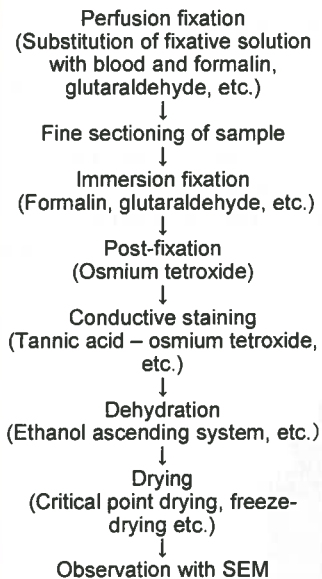 Perfusion fixation
(Substitution of fixative solution
with blood and formalin,
glutaraldehyde, etc.)
↓
Fine sectioning of sample
↓
Immersion fixation
(Formalin, glutaraldehyde, etc.)
↓
Post-fixation
(Osmium tetroxide)
↓
Conductive staining
(Tannic acid – osmium tetroxide,
etc.)
↓
Dehydration
(Ethanol ascending system, etc.)
↓
Drying
(Critical point drying, freeze-
drying etc.)
↓
Observation with SEM